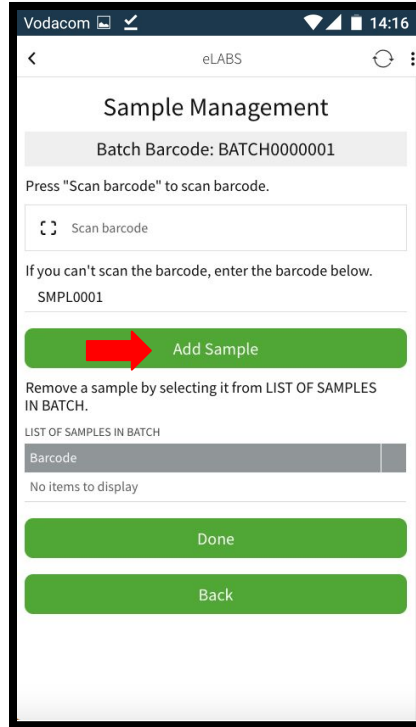 Vodacom 14:16
eLABS
Sample Management
Batch Barcode: BATCH0000001
Press "Scan barcode" to scan barcode.
Scan barcode
If you can't scan the barcode, enter the barcode below.
SMPL0001
Add Sample
Remove a sample by selecting it from LIST OF SAMPLES
IN BATCH.
LIST OF SAMPLES IN BATCH
Barcode
No items to display
Done
Back